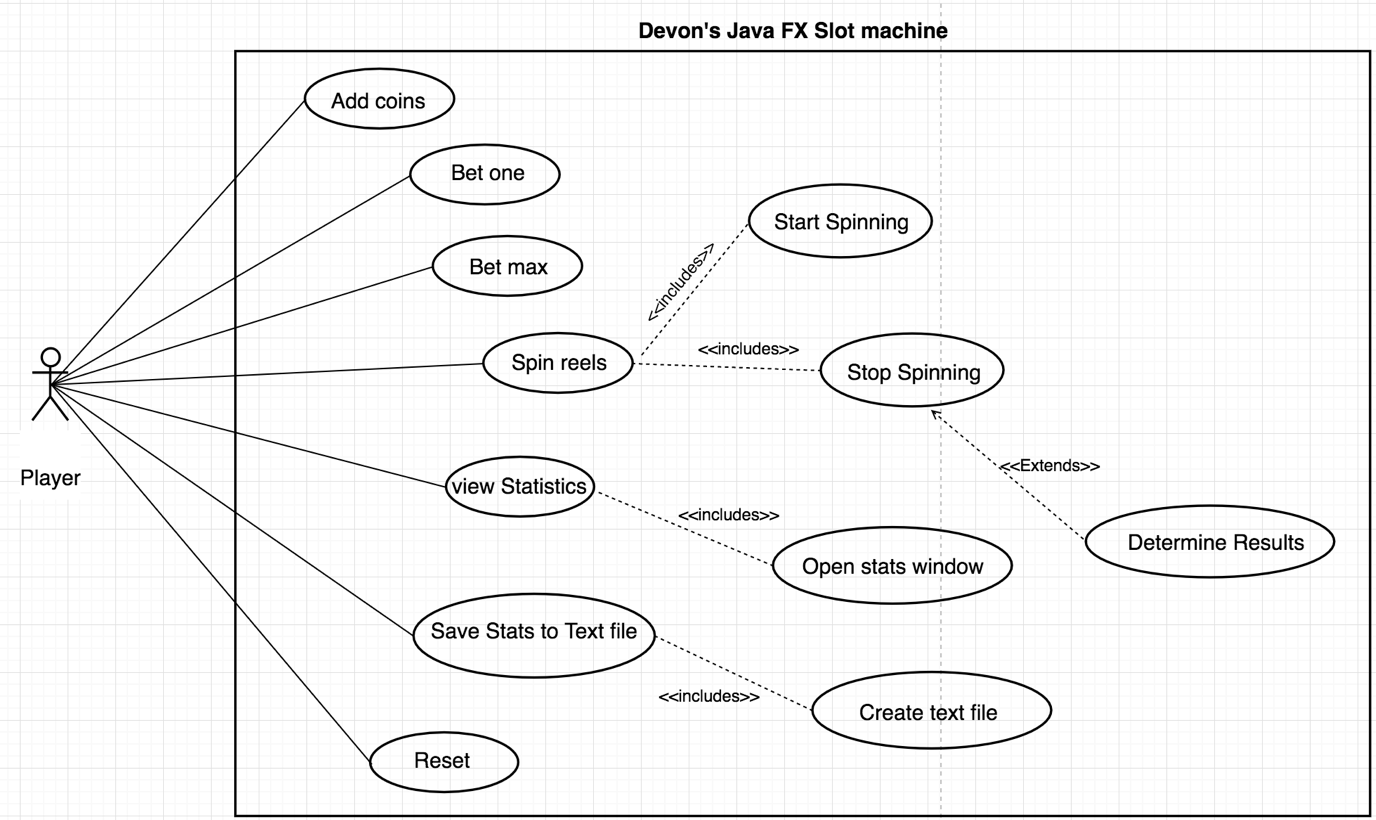 Devon's Java FX Slot machine
Add coins
Bet one
Bet max
Start Spinning
<<includes>>
Spin reels
<<includes>>
Stop Spinning
Player
view Statistics
<<includes>>
<<Extends>>
Open stats window
Determine Results
Save Stats to Text file
<<includes>>
Create text file
Reset